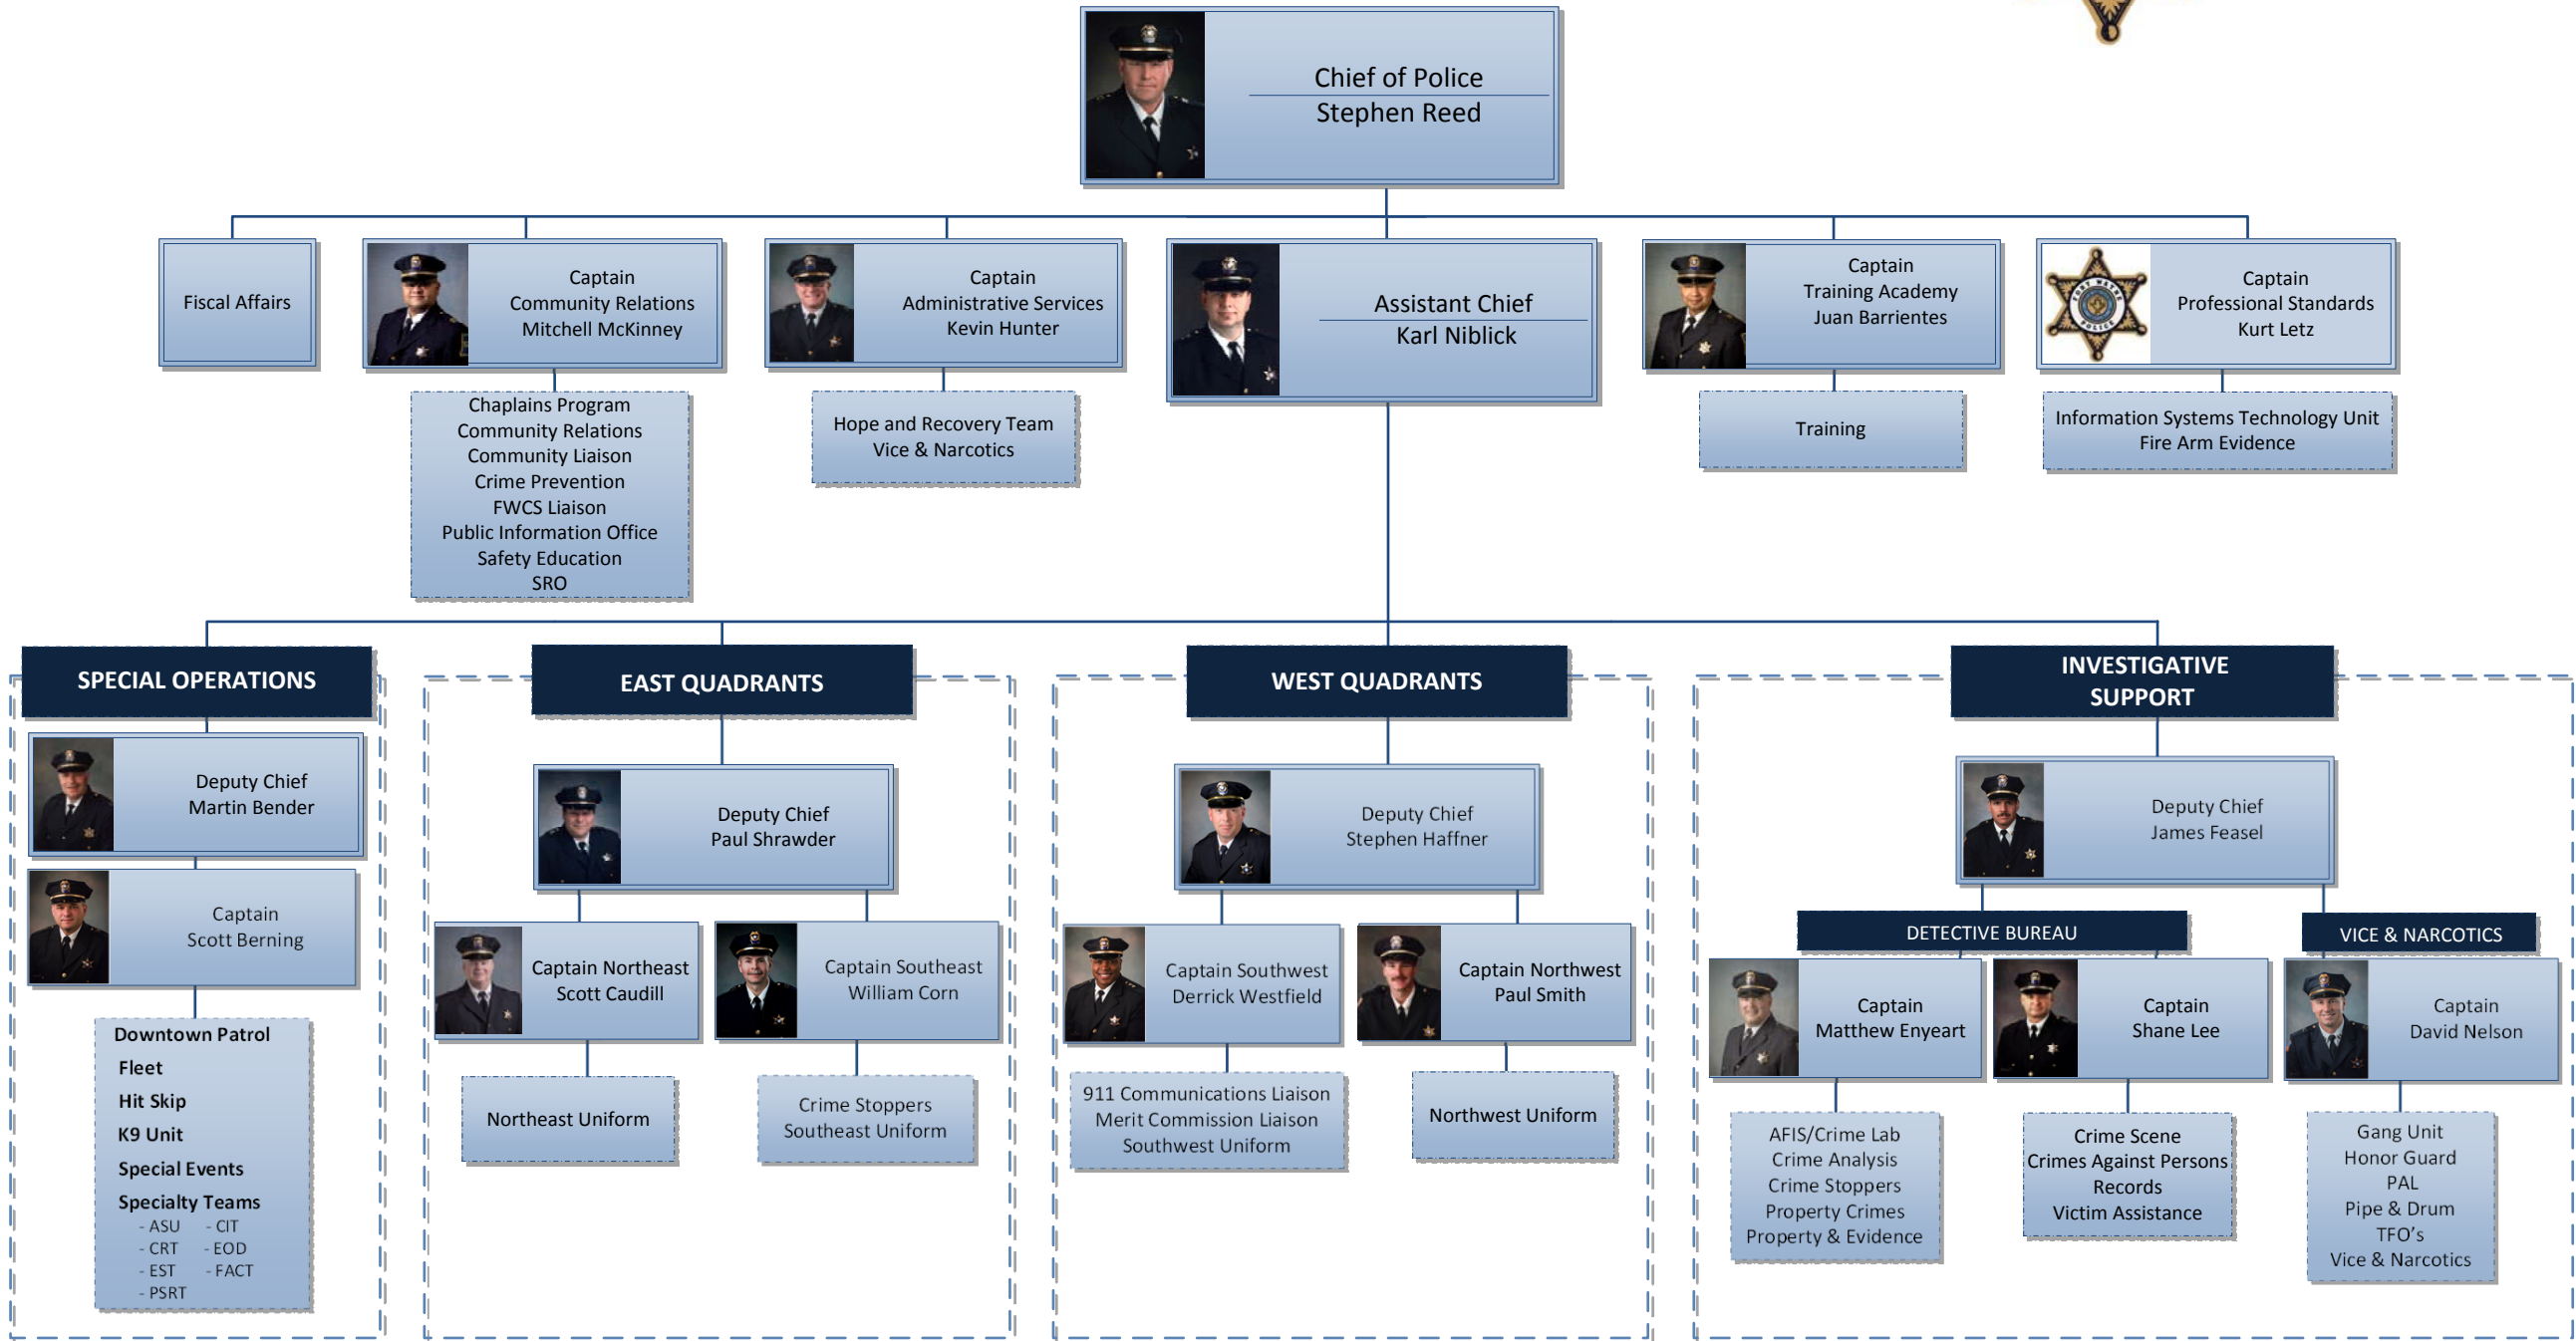 Chief of Police
Stephen Reed
Fiscal Affairs
Captain
Community Relations
Mitchell McKinney
Captain
Administrative Services
Kevin Hunter
Assistant Chief
Karl Niblick
Captain
Training Academy
Juan Barrientes
FORT WAYNE
POLICE
Captain
Professional Standards
Kurt Letz
Chaplains Program
Community Relations
Community Liaison
Crime Prevention
FWCS Liaison
Public Information Office
Safety Education
SRO
Hope and Recovery Team
Vice & Narcotics
Training
Information Systems Technology Unit
Fire Arm Evidence
SPECIAL OPERATIONS
Deputy Chief
Martin Bender
Captain
Scott Berning
Downtown Patrol
Fleet
Hit Skip
K9 Unit
Special Events
Specialty Teams
- ASU - CIT
- CRT - EOD
- EST - FACT
- PSRT
EAST QUADRANTS
Deputy Chief
Paul Shrawder
Captain Northeast
Scott Caudill
Northeast Uniform
Captain Southeast
William Corn
Crime Stoppers
Southeast Uniform
WEST QUADRANTS
Deputy Chief
Stephen Haffner
Captain Southwest
Derrick Westfield
911 Communications Liaison
Merit Commission Liaison
Southwest Uniform
Captain Northwest
Paul Smith
Northwest Uniform
INVESTIGATIVE
SUPPORT
Deputy Chief
James Feasel
DETECTIVE BUREAU
Captain
Matthew Enyeart
AFIS/Crime Lab
Crime Analysis
Crime Stoppers
Property Crimes
Property & Evidence
Captain
Shane Lee
Crime Scene
Crimes Against Persons
Records
Victim Assistance
VICE & NARCOTICS
Captain
David Nelson
Gang Unit
Honor Guard
PAL
Pipe & Drum
TFO's
Vice & Narcotics